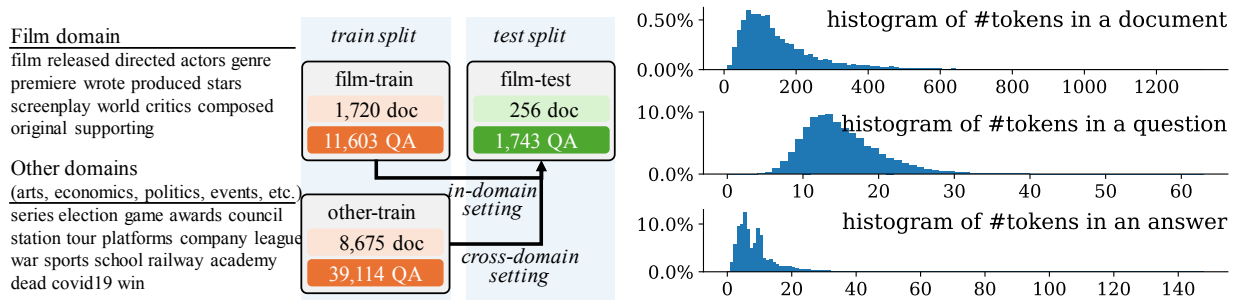 Film domain
film released directed actors genre
premiere wrote produced stars
screenplay world critics composed
original supporting
Other domains
(arts, economics, politics, events, etc.)
series election game awards council
station tour platforms company league
war sports school railway academy
dead covid19 win
train split
test split
film-train
1,720 doc
11,603 QA
film-test
256 doc
1,743 QA
in-domain
setting
other-train
8,675 doc
39,114 QA
cross-domain
setting
histogram of #tokens in a document
0.50%
0.00%
0 200 400 600 800 1000 1200
histogram of #tokens in a question
10.0%
0.0%
0 10 20 30 40 50 60
histogram of #tokens in an answer
10.0%
0.0%
0 20 40 60 80 100 120 140